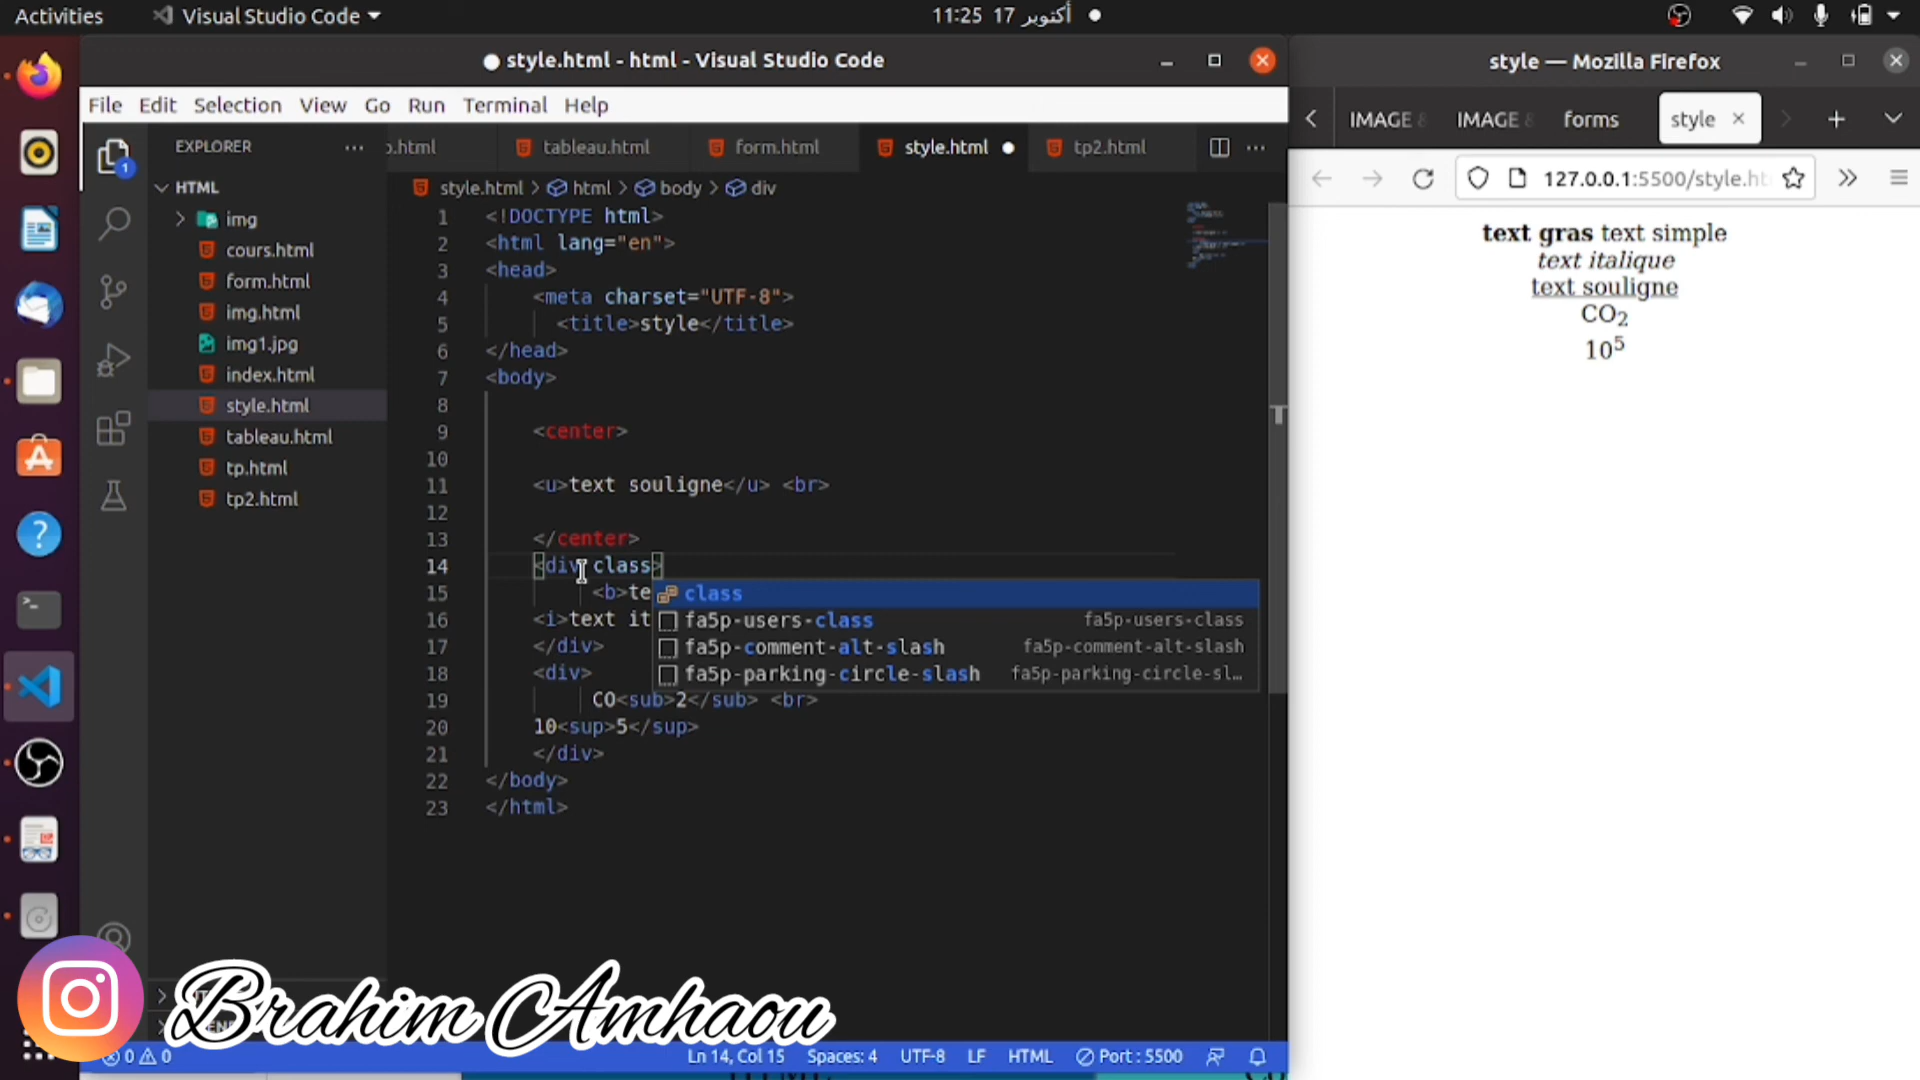 Activities
Visual Studio Code
11:25 17 أكتوبر
style.html - html - Visual Studio Code
style — Mozilla Firefox
File Edit Selection View Go Run Terminal Help
IMAGE & IMAGE & forms style × +
EXPLORER ···
o.html tableau.html form.html style.html tp2.html ···
127.0.0.1:5500/style.ht
HTML
style.html > html > body > div
img
cours.html
form.html
img.html
img1.jpg
index.html
style.html
tableau.html
tp.html
tp2.html
1 <!DOCTYPE html>
2 <html lang="en">
3 <head>
4 <meta charset="UTF-8">
5 <title>style</title>
6 </head>
7 <body>
8
9 <center>
10
11 <u>text souligne</u> <br>
12
13 </center>
14 <div class>
15 <b>te
16 <i>text it
17 </div>
18 <div>
19 CO<sub>2</sub> <br>
20 10<sup>5</sup>
21 </div>
22 </body>
23 </html>
class
fa5p-users-class fa5p-users-class
fa5p-comment-alt-slash fa5p-comment-alt-slash
fa5p-parking-circle-slash fa5p-parking-circle-sl...
text gras text simple
text italique
text souligne
CO2
105
Brahim Amhaou
0 0 Ln 14, Col 15 Spaces: 4 UTF-8 LF HTML Port : 5500